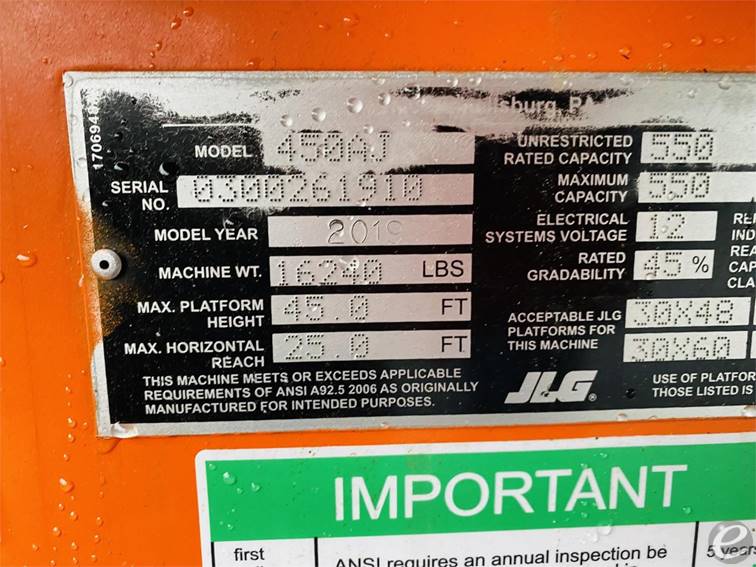 1706948
MODEL 450AJ
SERIAL NO. 0300261910
MODEL YEAR 2019
MACHINE WT. 16240 LBS
MAX. PLATFORM HEIGHT 45.0 FT
MAX. HORIZONTAL REACH 25.0 FT
THIS MACHINE MEETS OR EXCEEDS APPLICABLE
REQUIREMENTS OF ANSI A92.5 2006 AS ORIGINALLY
MANUFACTURED FOR INTENDED PURPOSES.
UNRESTRICTED RATED CAPACITY 550
MAXIMUM CAPACITY 550
ELECTRICAL SYSTEMS VOLTAGE 12
RATED GRADABILITY 45 %
ACCEPTABLE JLG
PLATFORMS FOR
THIS MACHINE
30X48
30X60
JLG®
USE OF PLATFOR
THOSE LISTED IS
IMPORTANT
first
ANSI requires an annual inspection be
5 years